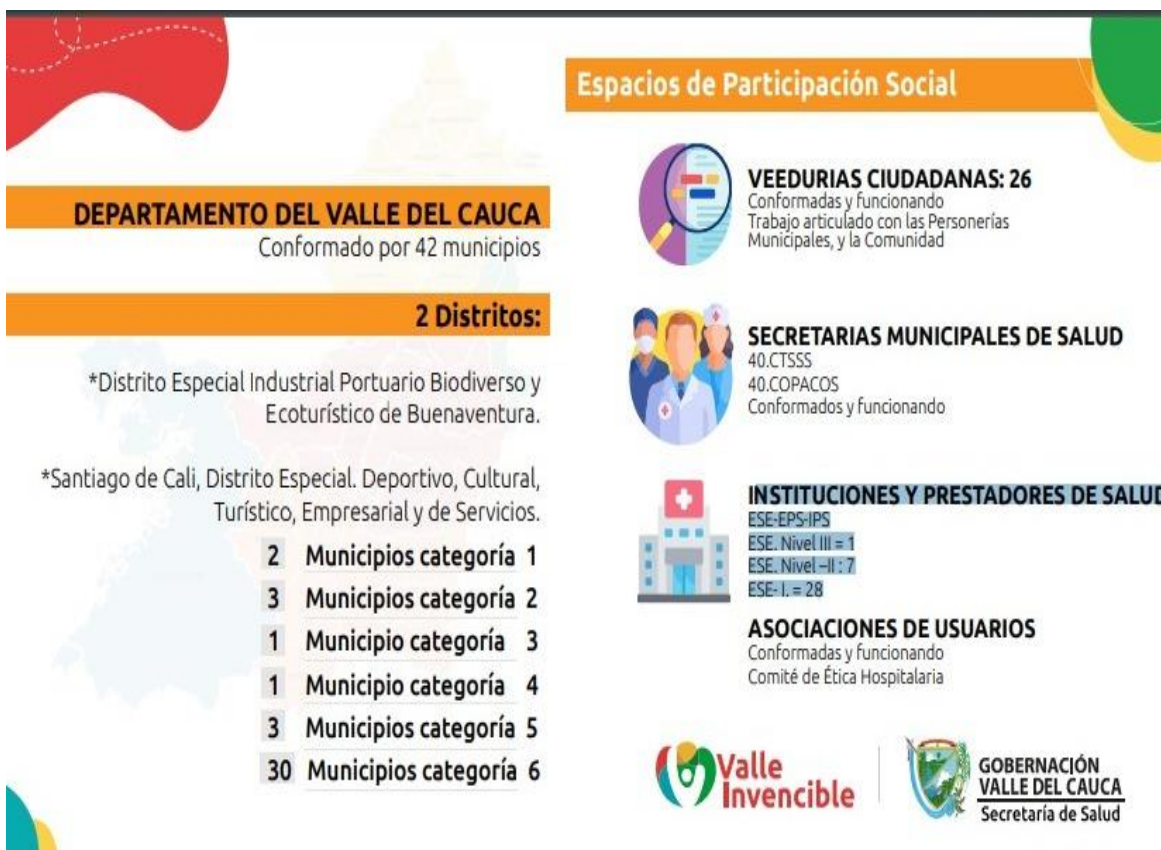 DEPARTAMENTO DEL VALLE DEL CAUCA
Conformado por 42 municipios
2 Distritos:
*Distrito Especial Industrial Portuario Biodiverso y
Ecoturístico de Buenaventura.
*Santiago de Cali, Distrito Especial. Deportivo, Cultural,
Turístico, Empresarial y de Servicios.
2 Municipios categoría 1
3 Municipios categoría 2
1 Municipio categoría 3
1 Municipio categoría 4
3 Municipios categoría 5
30 Municipios categoría 6
Espacios de Participación Social
VEEDURIAS CIUDADANAS: 26
Conformadas y funcionando
Trabajo articulado con las Personerías
Municipales, y la Comunidad
SECRETARIAS MUNICIPALES DE SALUD
40.CTSSS
40.COPACOS
Conformados y funcionando
INSTITUCIONES Y PRESTADORES DE SALUD
ESE-EPS-IPS
ESE. Nivel III = 1
ESE. Nivel –II : 7
ESE- I. = 28
ASOCIACIONES DE USUARIOS
Conformadas y funcionando
Comité de Ética Hospitalaria
Valle
Invencible
GOBERNACIÓN
VALLE DEL CAUCA
Secretaría de Salud